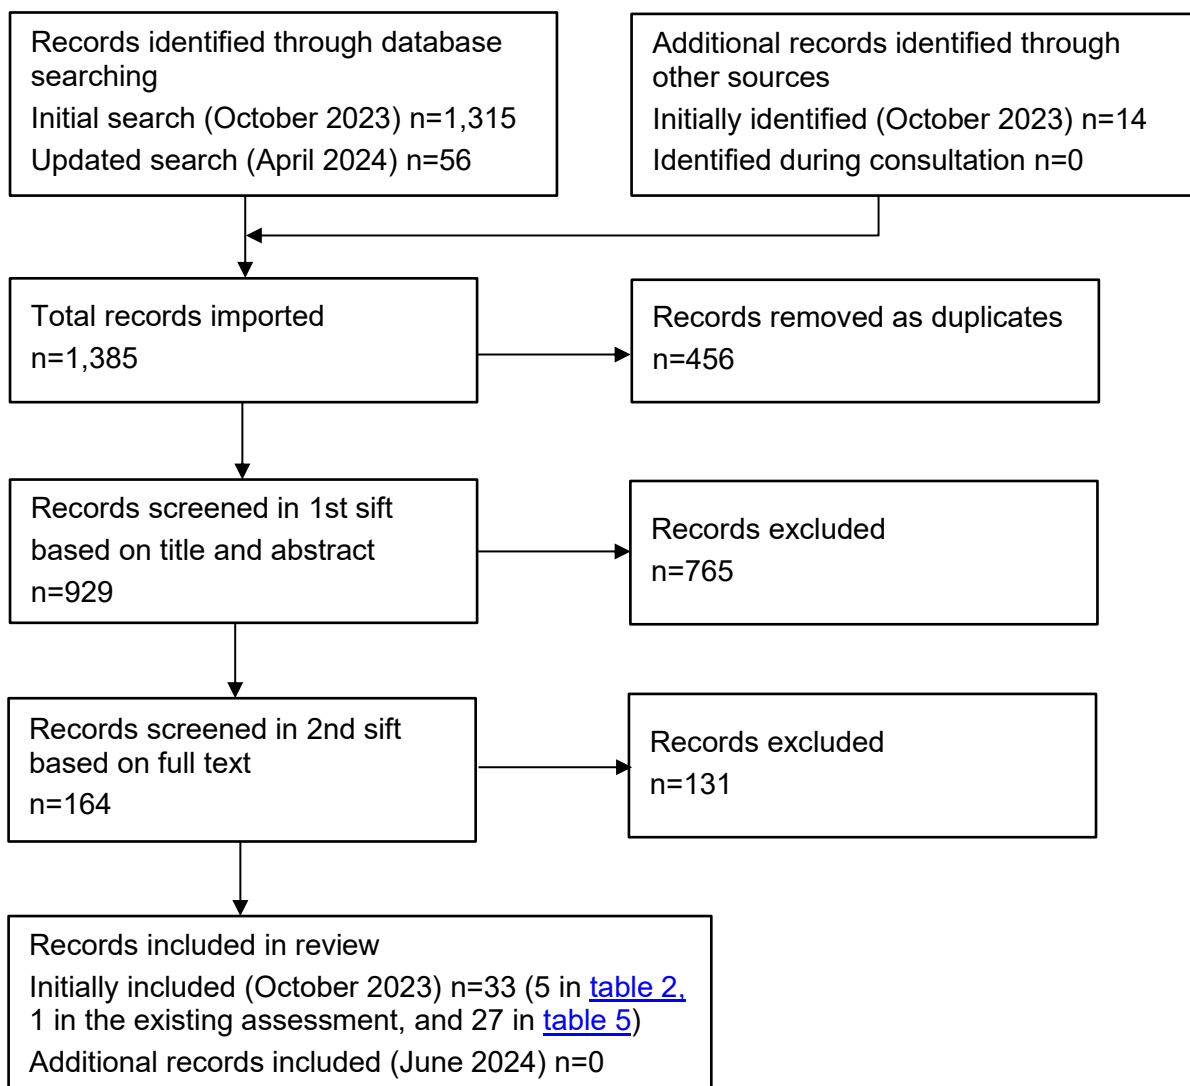 Records identified through database
searching
Initial search (October 2023) n=1,315
Updated search (April 2024) n=56
Additional records identified through
other sources
Initially identified (October 2023) n=14
Identified during consultation n=0
Total records imported
n=1,385
Records removed as duplicates
n=456
Records screened in 1st sift
based on title and abstract
n=929
Records excluded
n=765
Records screened in 2nd sift
based on full text
n=164
Records excluded
n=131
Records included in review
Initially included (October 2023) n=33 (5 in table 2,
1 in the existing assessment, and 27 in table 5)
Additional records included (June 2024) n=0